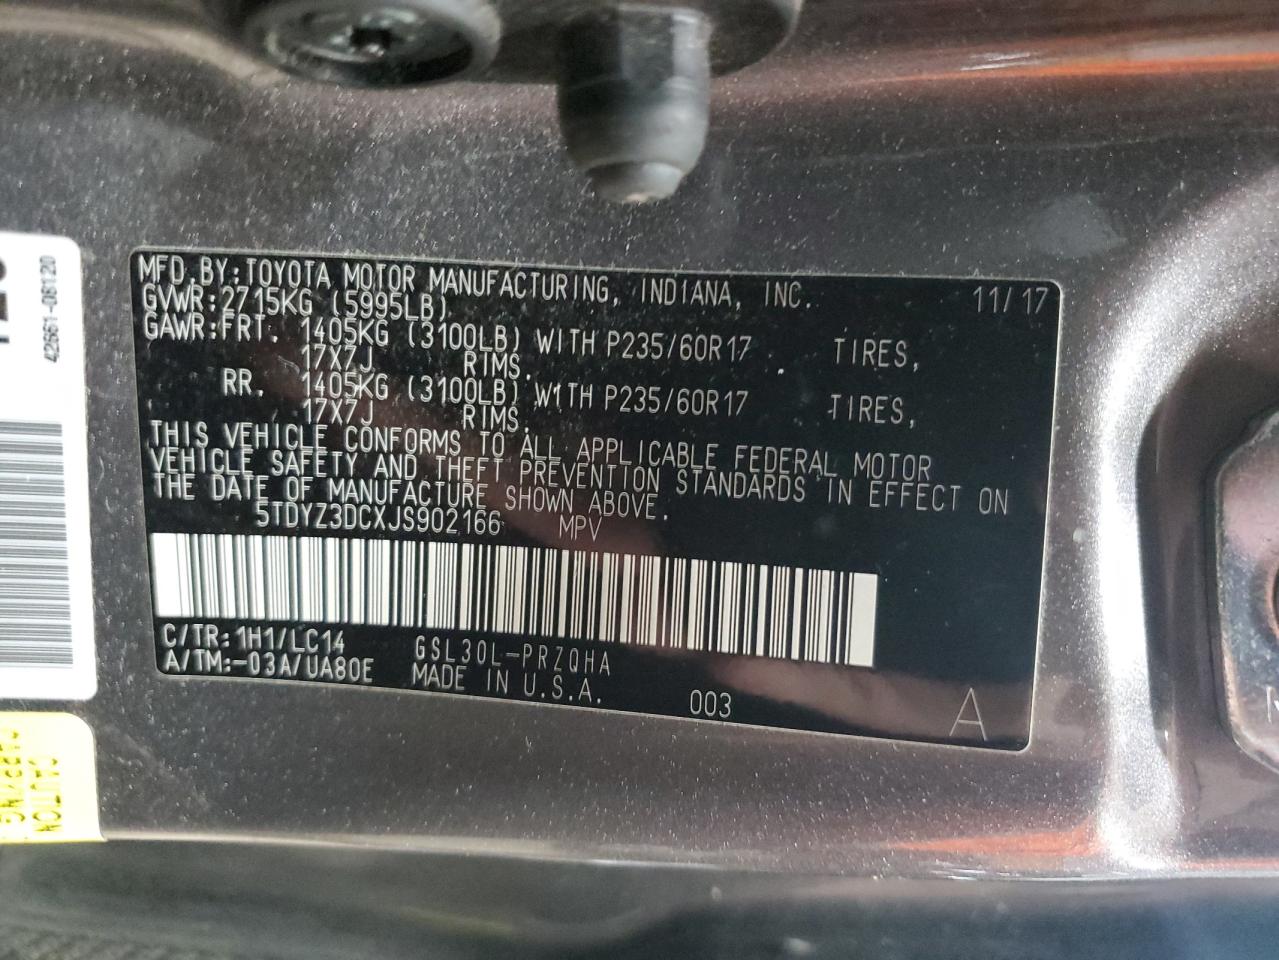 MFD.BY:TOYOTA MOTOR MANUFACTURING, INDIANA, INC. 11/17
GVWR:2715KG (5995LB)
GAWR:FRT. 1405KG (3100LB) WITH P235/60R17 TIRES,
17X7J RIMS.
RR. 1405KG (3100LB) WITH P235/60R17 TIRES,
17X7J RIMS.
THIS VEHICLE CONFORMS TO ALL APPLICABLE FEDERAL MOTOR
VEHICLE SAFETY AND THEFT PREVENTION STANDARDS IN EFFECT ON
THE DATE OF MANUFACTURE SHOWN ABOVE.
5TDYZ3DCXJS902166 MPV
C/TR:1H1/LC14 GSL30L-PRZQHA
A/TM:-03A/UA80E MADE IN U.S.A. 003 A
42661-08120
CAUTION